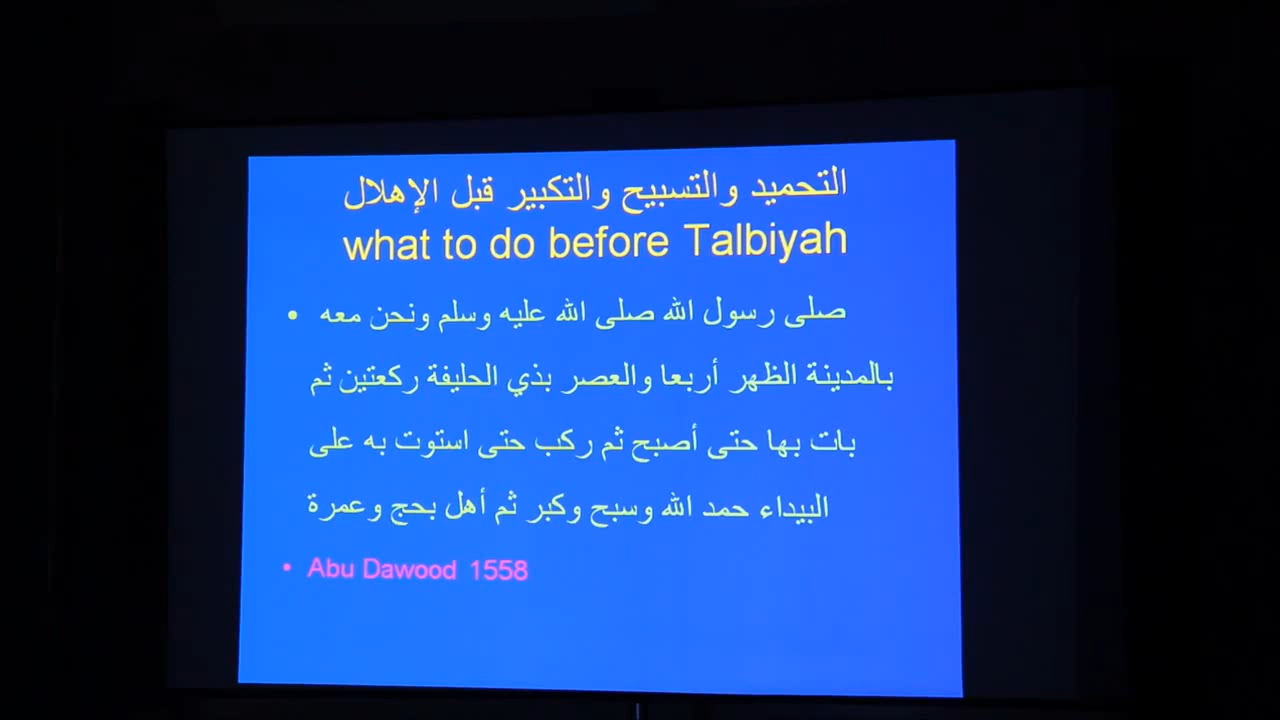 التحميد والتسبيح والتكبير قبل الإهلال
what to do before Talbiyah
• صلى رسول الله صلى الله عليه وسلم ونحن معه
بالمدينة الظهر أربعا والعصر بذي الحليفة ركعتين ثم
بات بها حتى أصبح ثم ركب حتى استوت به على
البيداء حمد الله وسبح وكبر ثم أهل بحج وعمرة
• Abu Dawood 1558